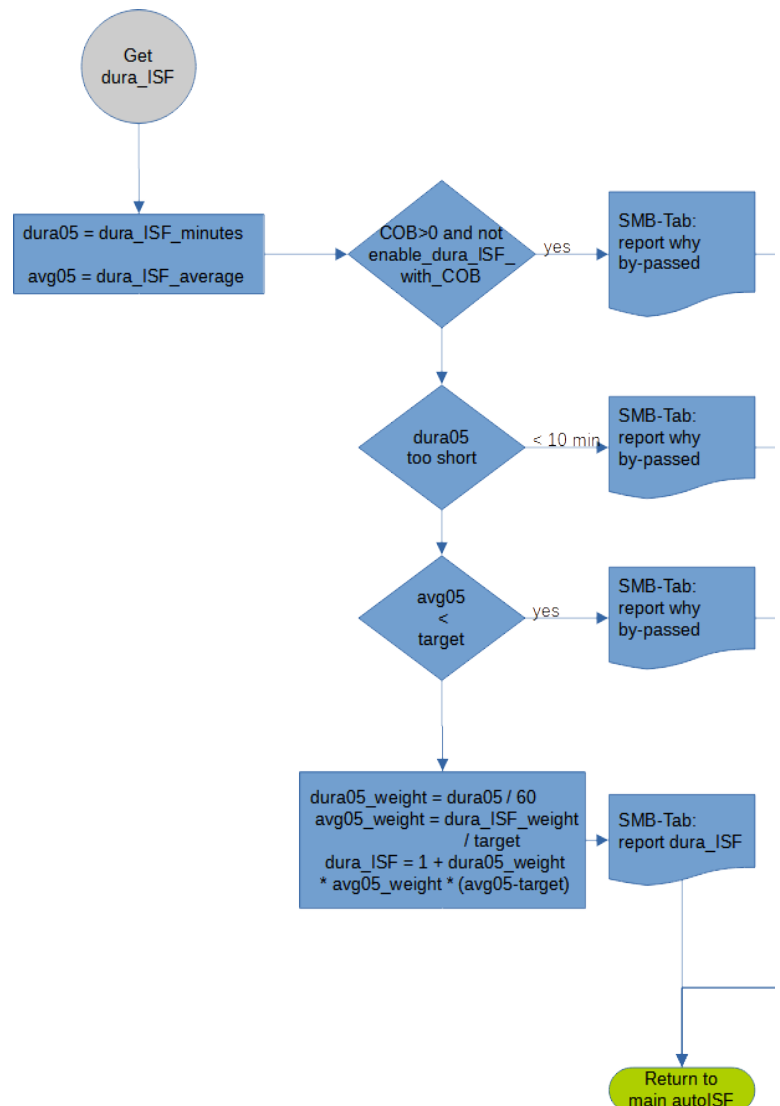 Get
dura_ISF
dura05 = dura_ISF_minutes
avg05 = dura_ISF_average
COB>0 and not
enable_dura_ISF_
with_COB
yes
SMB-Tab:
report why
by-passed
dura05
too short
< 10 min
SMB-Tab:
report why
by-passed
avg05
<
target
yes
SMB-Tab:
report why
by-passed
dura05_weight = dura05 / 60
avg05_weight = dura_ISF_weight
/ target
dura_ISF = 1 + dura05_weight
* avg05_weight * (avg05-target)
SMB-Tab:
report dura_ISF
Return to
main autoISF